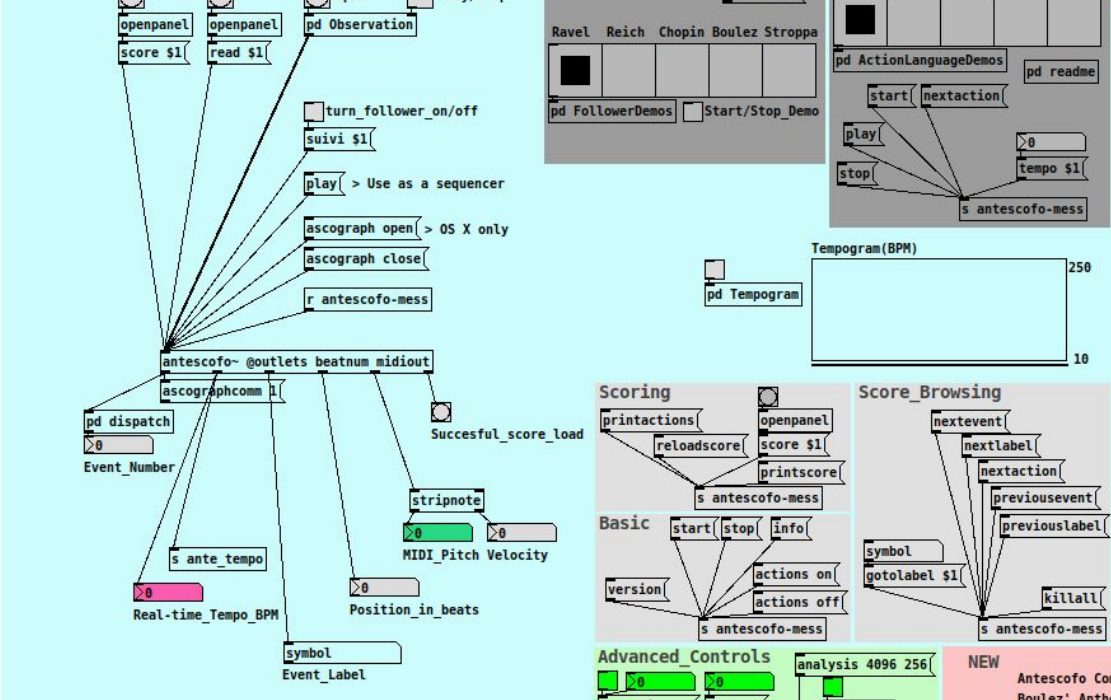 openpanel
openpanel
pd Observation
score $1
read $1
turn_follower_on/off
suivi $1
play
> Use as a sequencer
ascograph open
> OS X only
ascograph close
r antescofo-mess
antescofo~ @outlets beatnum midiout
ascographcomm 1
pd dispatch
0
Event_Number
Succesful_score_load
stripnote
0
0
MIDI_Pitch
Velocity
s ante_tempo
0
Real-time_Tempo_BPM
0
Position_in_beats
symbol
Event_Label
Ravel
Reich
Chopin
Boulez
Stroppa
pd FollowerDemos
Start/Stop_Demo
pd ActionLanguageDemos
pd readme
start
nextaction
play
0
stop
tempo $1
s antescofo-mess
Tempogram(BPM)
250
pd Tempogram
10
Scoring
printactions
openpanel
reloadscore
score $1
printscore
s antescofo-mess
Basic
start
stop
info
actions on
version
actions off
s antescofo-mess
Score_Browsing
nextevent
nextlabel
nextaction
previousevent
previouslabel
symbol
gotolabel $1
killall
s antescofo-mess
Advanced_Controls
0
0
analysis 4096 256
NEW
Antescofo